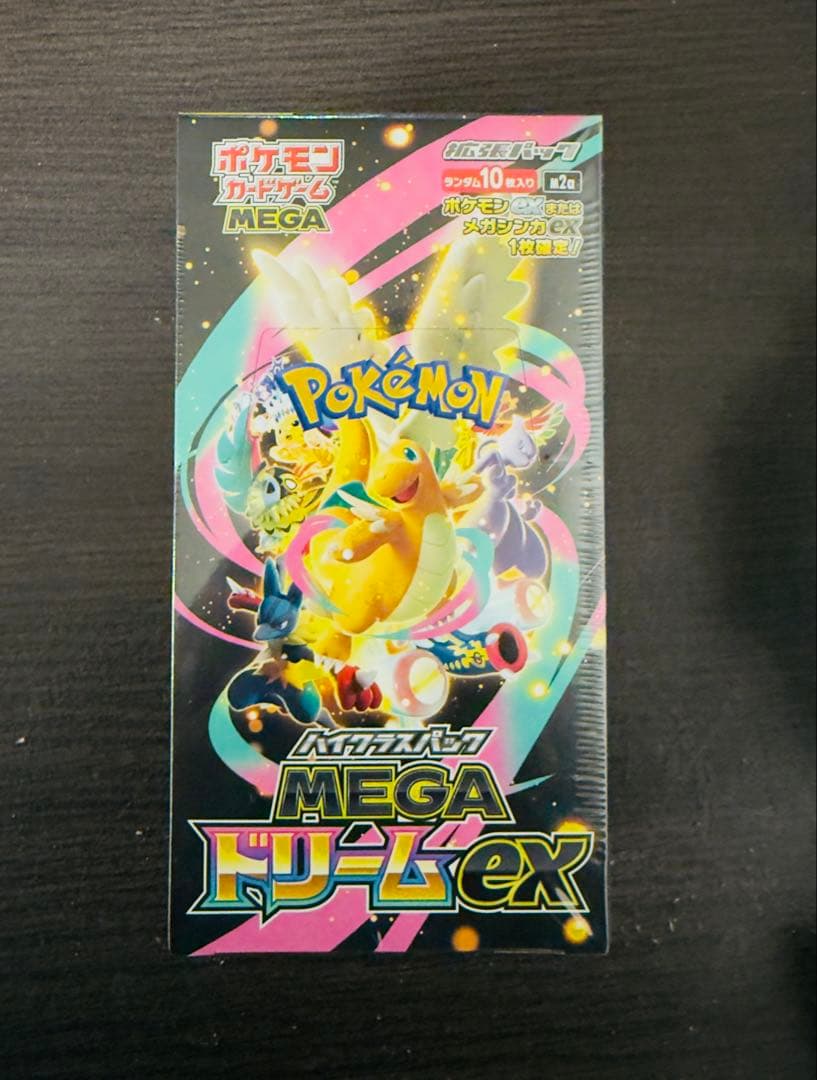 ポケモン
カードゲーム
MEGA
拡張パック
ランダム10枚入り M2a
ポケモンexまたは
メガシンカex
1枚確定!
POKéMON
ハイクラスパック
MEGA
ドリームex